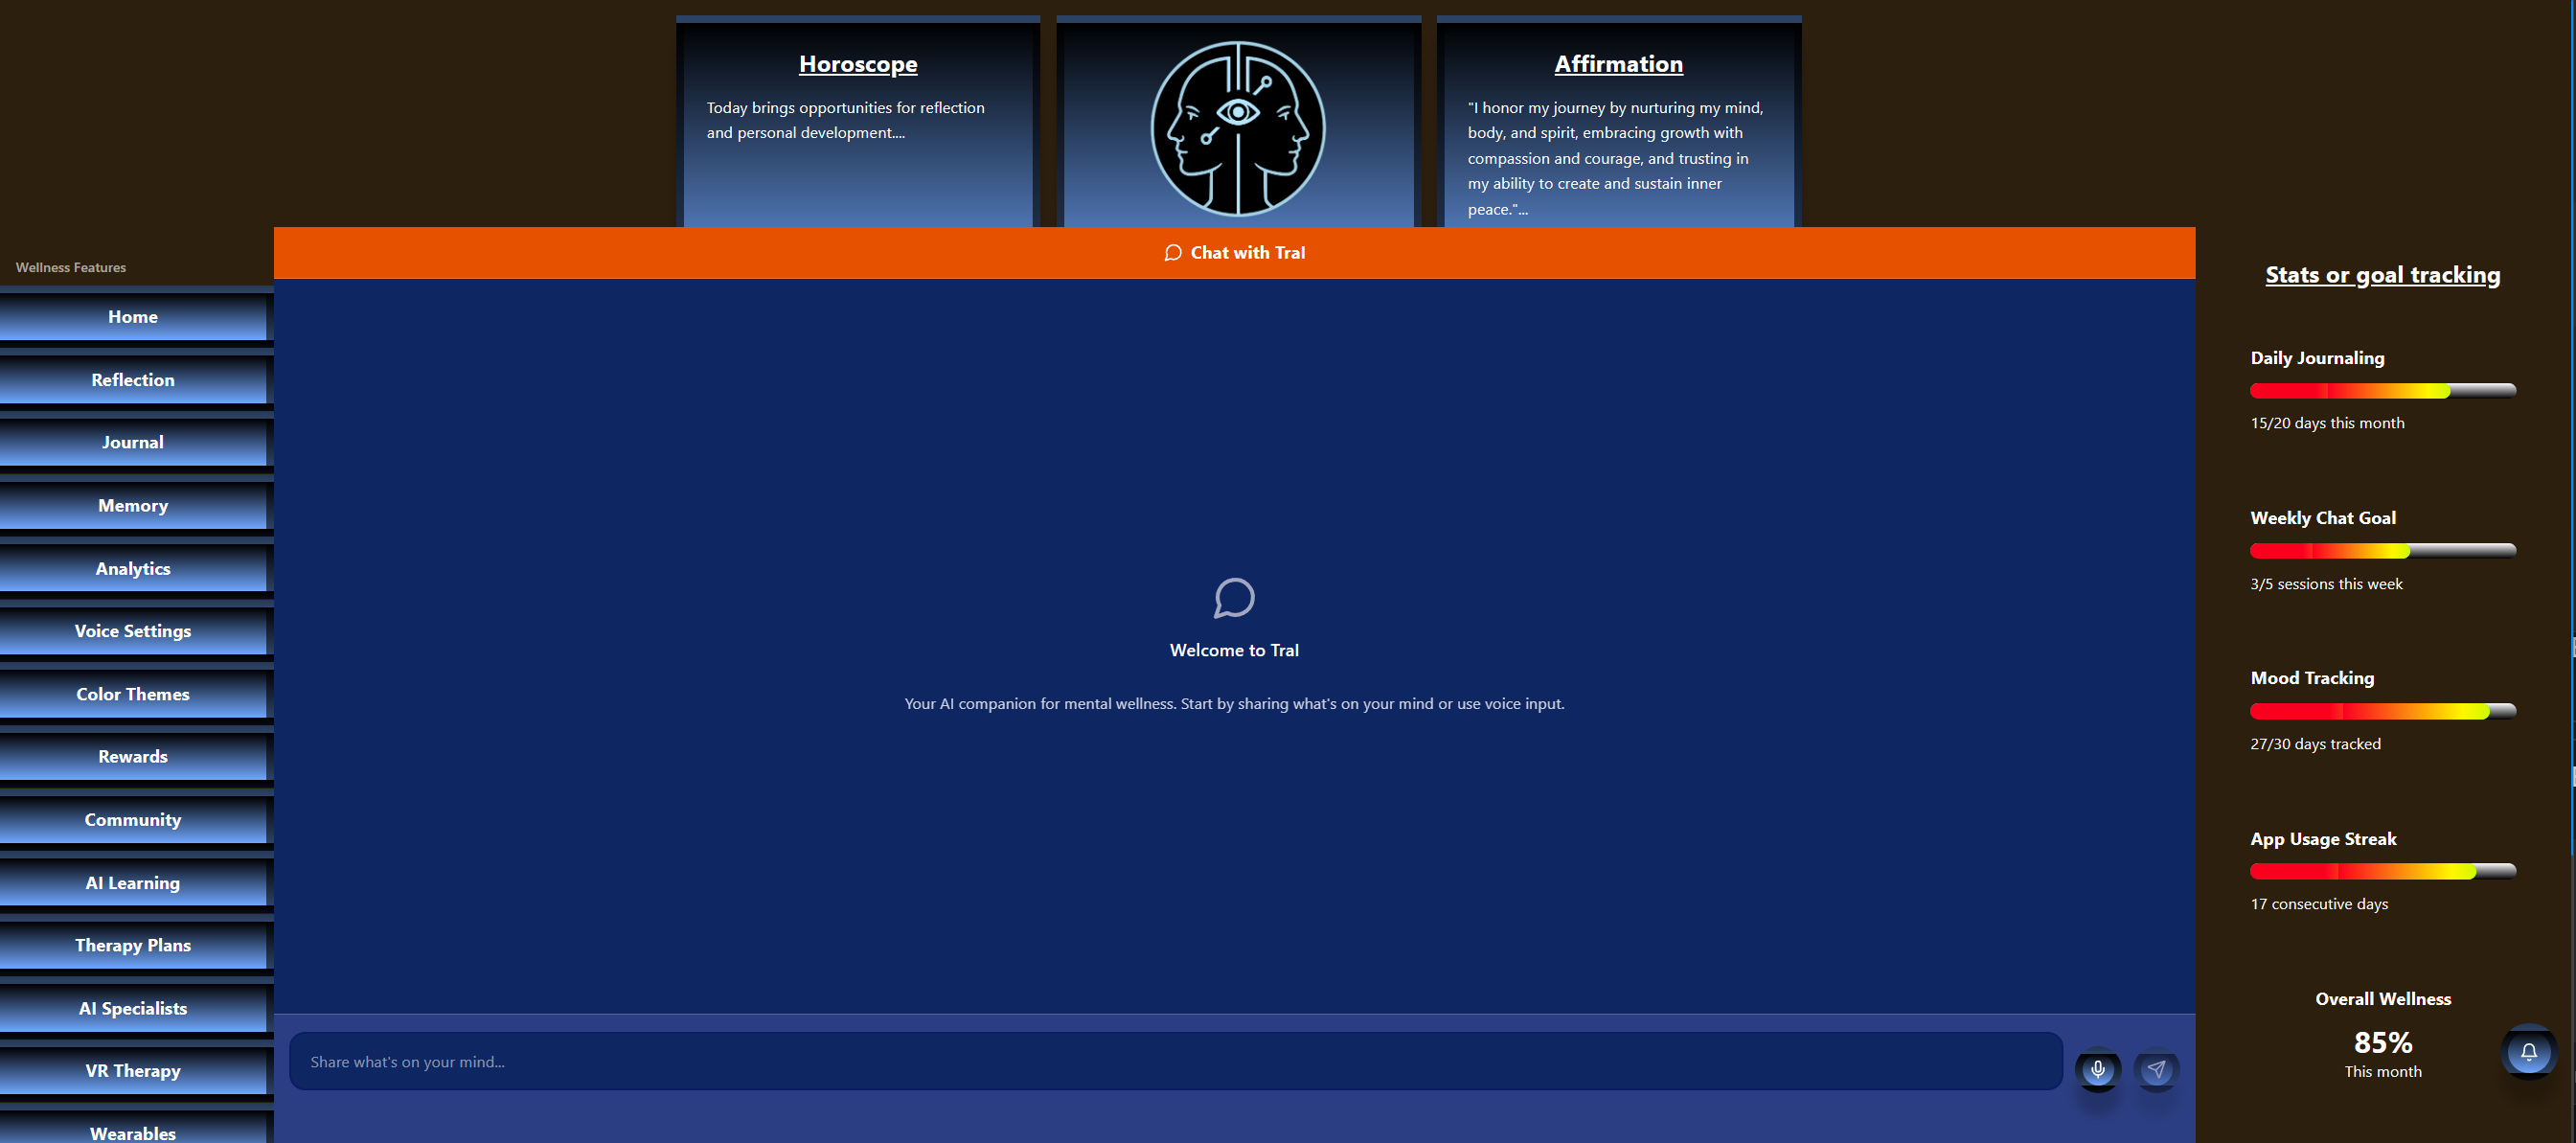 Horoscope
Today brings opportunities for reflection
and personal development....
Affirmation
"I honor my journey by nurturing my mind,
body, and spirit, embracing growth with
compassion and courage, and trusting in
my ability to create and sustain inner
peace."...
Wellness Features
Home
Reflection
Journal
Memory
Analytics
Voice Settings
Color Themes
Rewards
Community
AI Learning
Therapy Plans
AI Specialists
VR Therapy
Wearables
Chat with Tral
Welcome to Tral
Your AI companion for mental wellness. Start by sharing what's on your mind or use voice input.
Share what's on your mind...
Stats or goal tracking
Daily Journaling
15/20 days this month
Weekly Chat Goal
3/5 sessions this week
Mood Tracking
27/30 days tracked
App Usage Streak
17 consecutive days
Overall Wellness
85%
This month